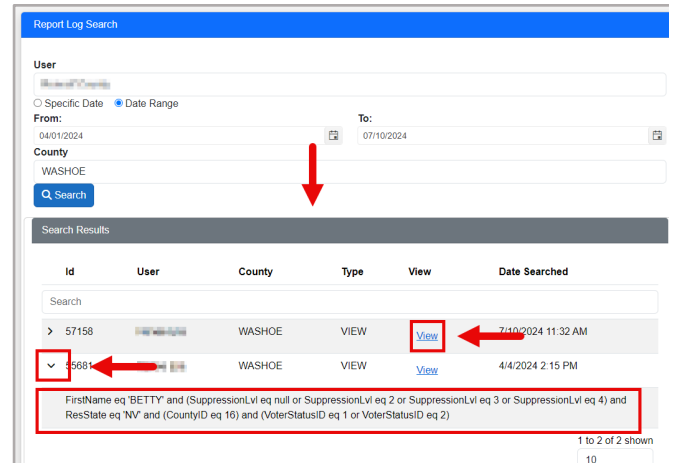 Report Log Search
User
Specific Date Date Range
From: To:
04/01/2024 07/10/2024
County
WASHOE
Search
Search Results
Id User County Type View Date Searched
Search
57158 WASHOE VIEW View 7/10/2024 11:32 AM
55681 WASHOE VIEW View 4/4/2024 2:15 PM
FirstName eq 'BETTY' and (SuppressionLvl eq null or SuppressionLvl eq 2 or SuppressionLvl eq 3 or SuppressionLvl eq 4) and
ResState eq 'NV' and (CountyID eq 16) and (VoterStatusID eq 1 or VoterStatusID eq 2)
1 to 2 of 2 shown
10